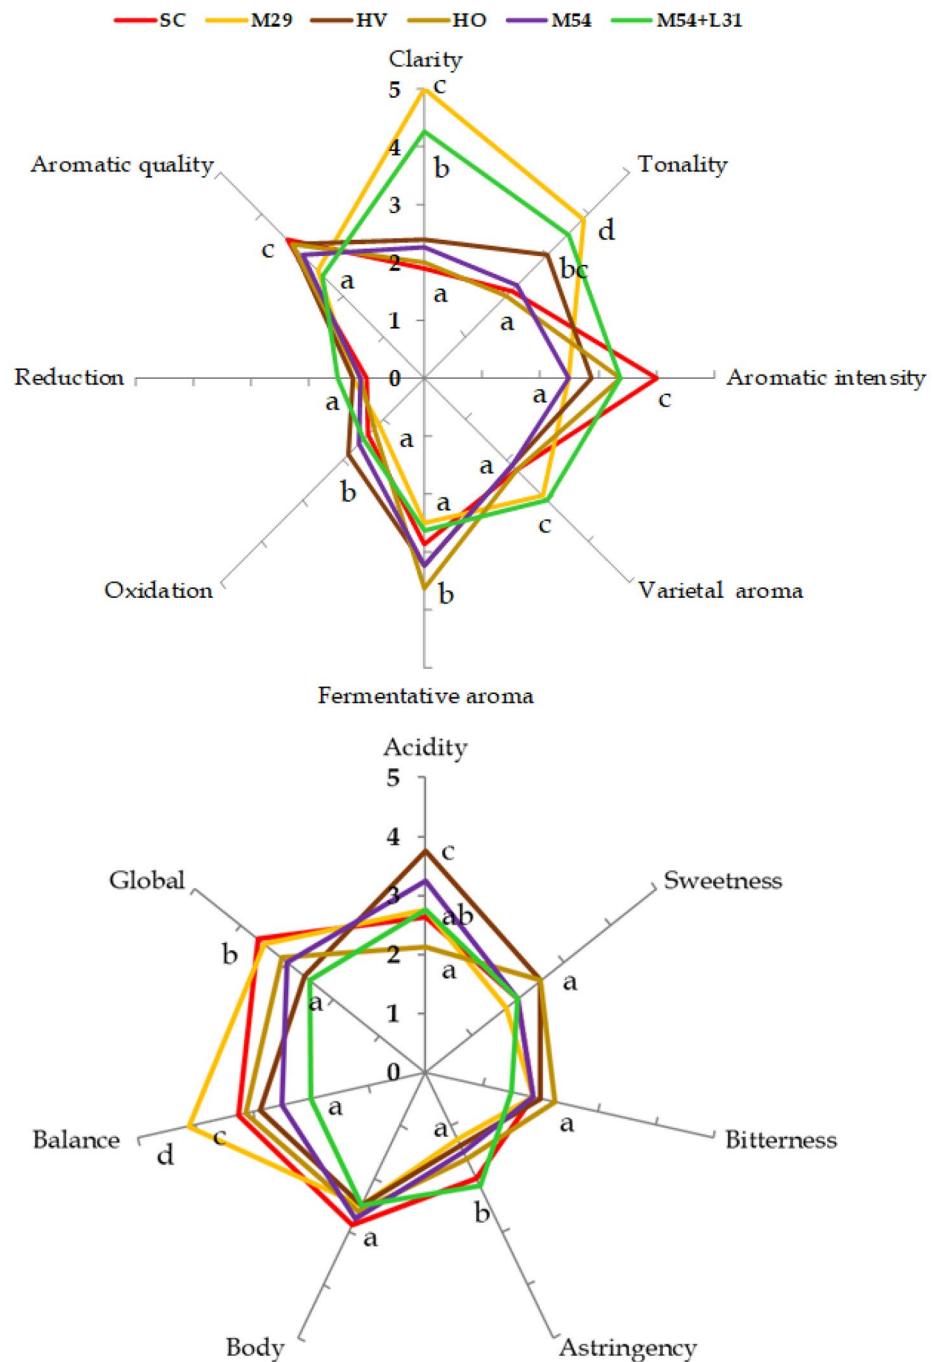 SC M29 HV HO M54 M54+L31
Clarity
5 c
Aromatic quality 4 b Tonality
3 d
c 2 bc
a a a
1
Reduction 0 Aromatic intensity
a a c
a a
b a c
Oxidation Varietal aroma
b
Fermentative aroma
Acidity
5
4
c
Global 3 Sweetness
ab
b 2 a a
a
1
0
Balance a a Bitterness
d c a
b
a
Body Astringency